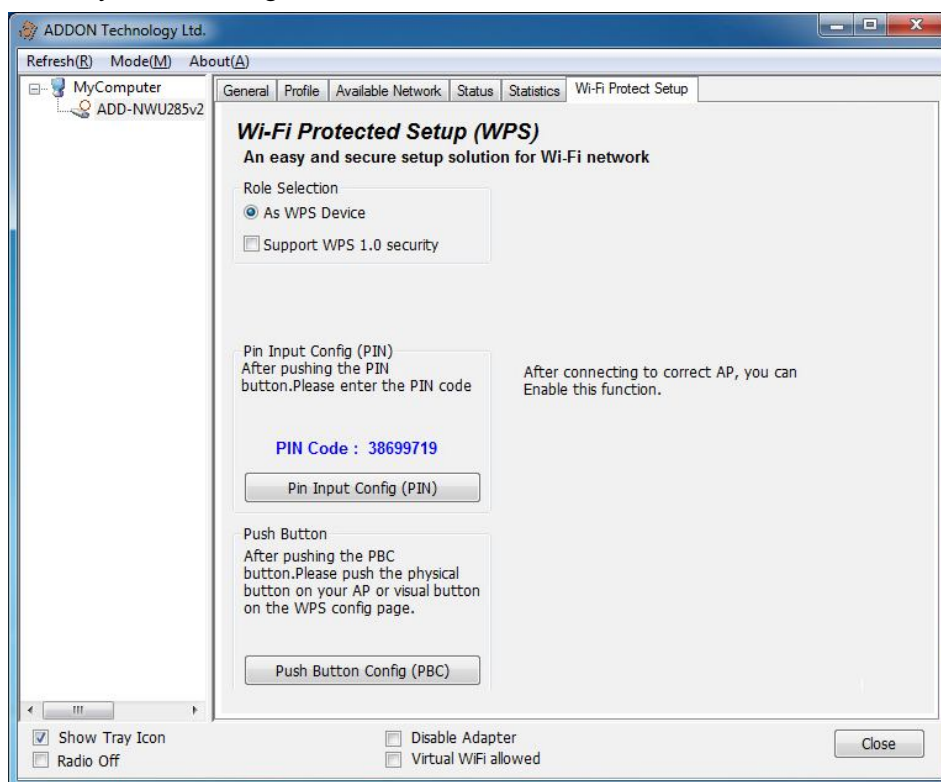 ADDON Technology Ltd.
Refresh(R) Mode(M) About(A)
MyComputer
ADD-NWU285v2
General Profile Available Network Status Statistics Wi-Fi Protect Setup
Wi-Fi Protected Setup (WPS)
An easy and secure setup solution for Wi-Fi network
Role Selection
As WPS Device
Support WPS 1.0 security
Pin Input Config (PIN)
After pushing the PIN
button.Please enter the PIN code
PIN Code : 38699719
Pin Input Config (PIN)
After connecting to correct AP, you can
Enable this function.
Push Button
After pushing the PBC
button.Please push the physical
button on your AP or visual button
on the WPS config page.
Push Button Config (PBC)
Show Tray Icon
Radio Off
Disable Adapter
Virtual WiFi allowed
Close